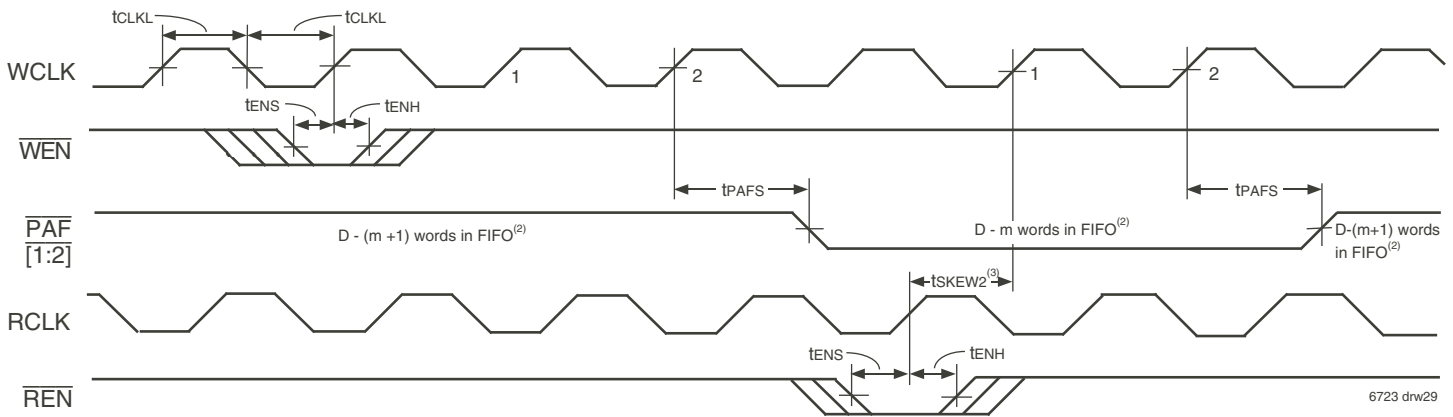 tCLKL
tCLKL
WCLK
1
2
1
2
tENS
tENH
WEN
tPAFS
tPAFS
PAF
[1:2]
D - (m +1) words in FIFO(2)
D - m words in FIFO(2)
D-(m+1) words
in FIFO(2)
tSKEW2(3)
RCLK
tENS
tENH
REN
6723 drw29